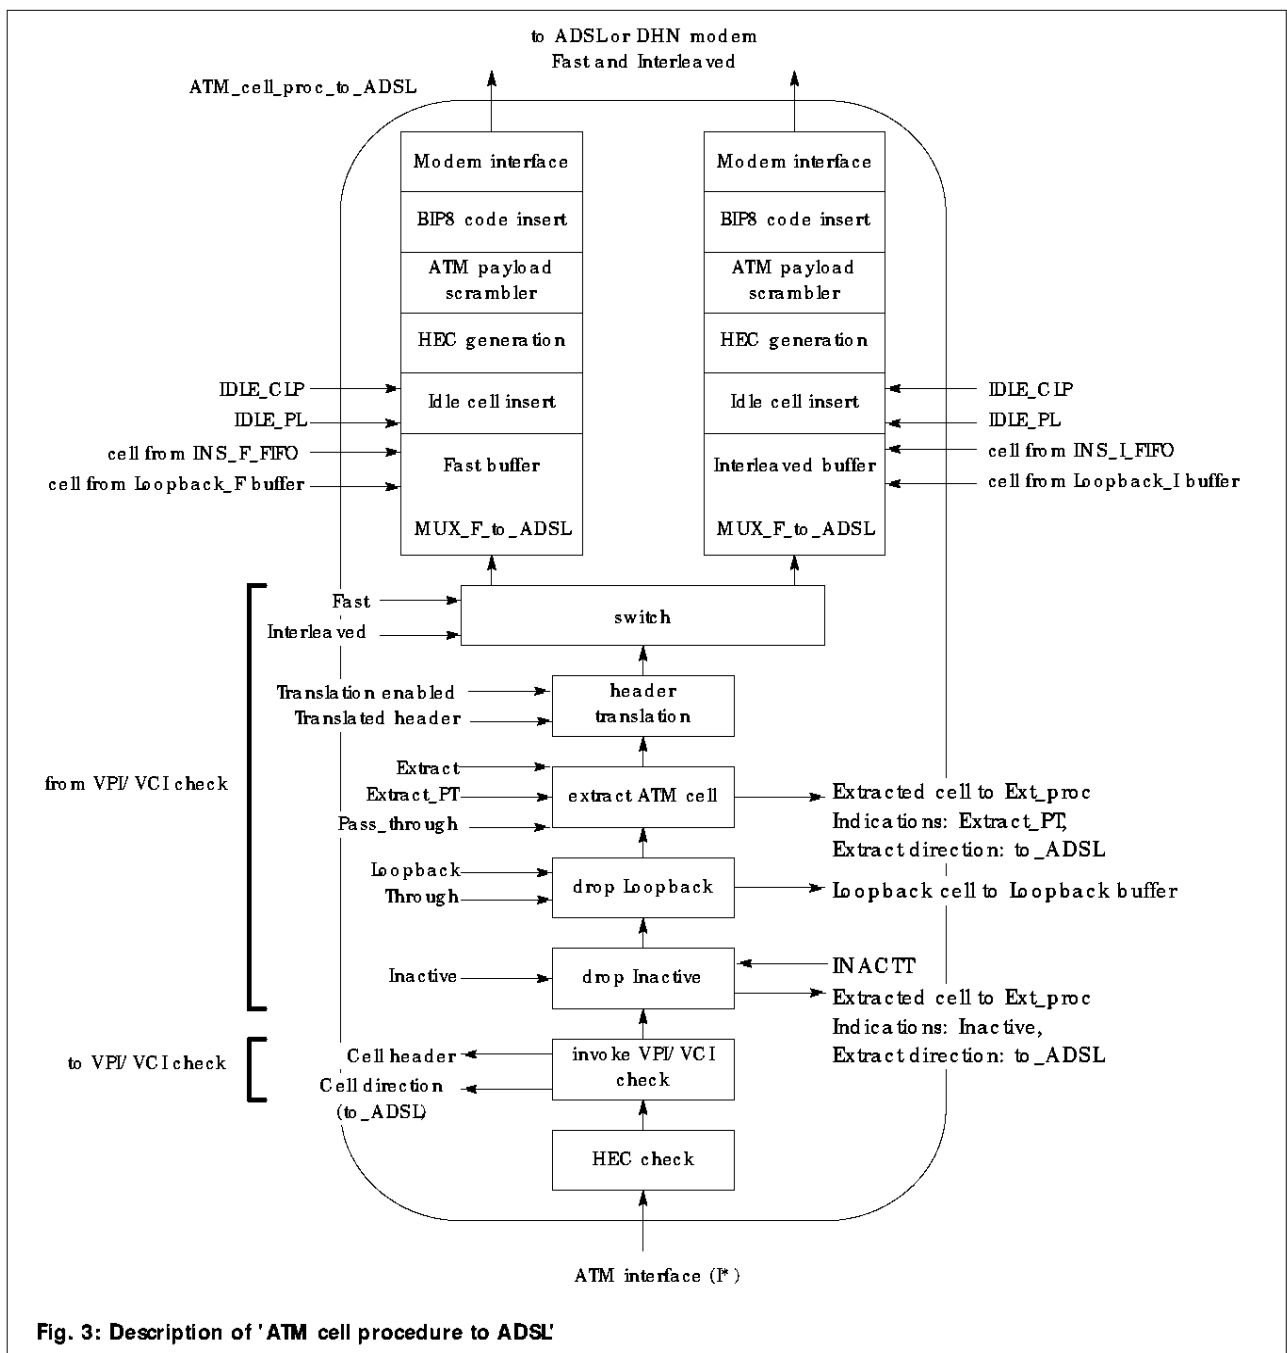 to ADSL or DHN modem
Fast and Interleaved
ATM_cell_proc_to_ADSL
Modem interface
BIP8 code insert
ATM payload
scrambler
HEC generation
Idle cell insert
Fast buffer
MUX_F_to_ADSL
Modem interface
BIP8 code insert
ATM payload
scrambler
HEC generation
Idle cell insert
Interleaved buffer
MUX_F_to_ADSL
IDLE_CLP
IDLE_PL
cell from INS_F_FIFO
cell from Loopback_F buffer
IDLE_CLP
IDLE_PL
cell from INS_I_FIFO
cell from Loopback_I buffer
Fast
Interleaved
switch
Translation enabled
Translated header
header
translation
from VPI/VCI check
Extract
Extract_PT
Pass_through
extract ATM cell
Extracted cell to Ext_proc
Indications: Extract_PT,
Extract direction: to_ADSL
Loopback
Through
drop Loopback
Loopback cell to Loopback buffer
Inactive
drop Inactive
INACTT
Extracted cell to Ext_proc
Indications: Inactive,
Extract direction: to_ADSL
to VPI/VCI check
Cell header
Cell direction
(to_ADSL)
invoke VPI/VCI
check
HEC check
ATM interface (I*)
Fig. 3: Description of 'ATM cell procedure to ADSL'